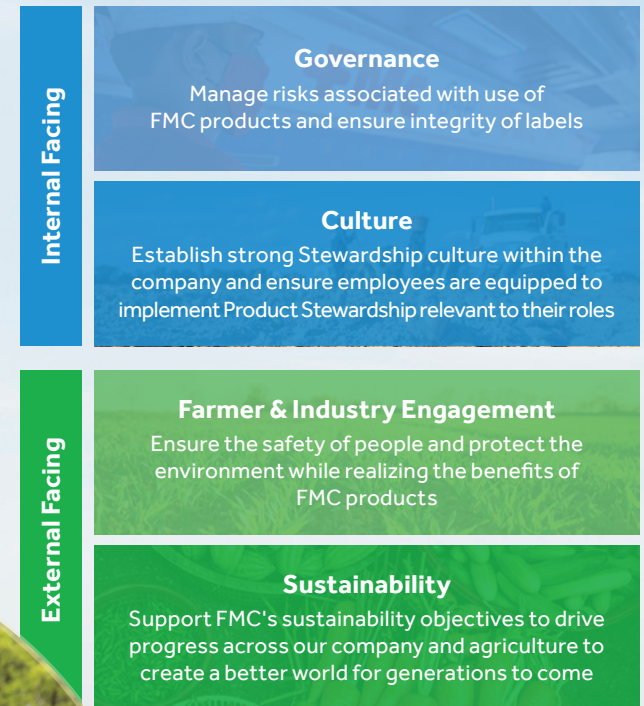 Internal Facing
Governance
Manage risks associated with use of
FMC products and ensure integrity of labels
Culture
Establish strong Stewardship culture within the
company and ensure employees are equipped to
implement Product Stewardship relevant to their roles
External Facing
Farmer & Industry Engagement
Ensure the safety of people and protect the
environment while realizing the benefits of
FMC products
Sustainability
Support FMC's sustainability objectives to drive
progress across our company and agriculture to
create a better world for generations to come